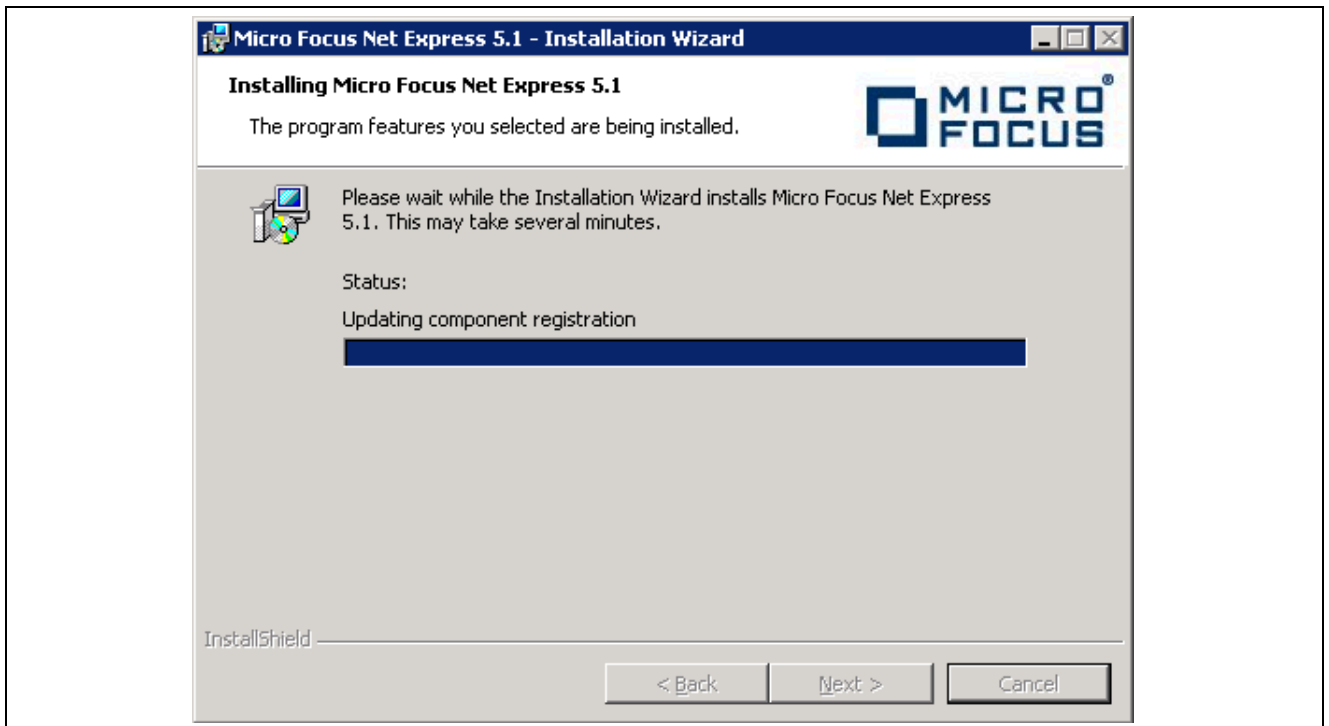 Micro Focus Net Express 5.1 - Installation Wizard
Installing Micro Focus Net Express 5.1
The program features you selected are being installed.
MICRO
FOCUS
®
Please wait while the Installation Wizard installs Micro Focus Net Express
5.1. This may take several minutes.
Status:
Updating component registration
InstallShield
< Back
Next >
Cancel